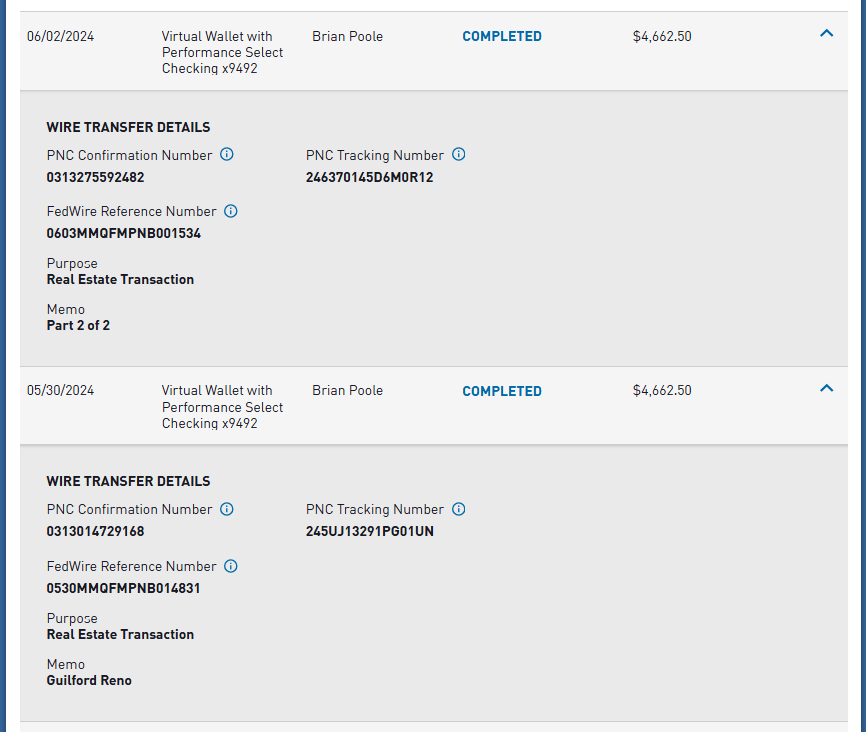 06/02/2024 Virtual Wallet with Performance Select Checking x9492 Brian Poole COMPLETED $4,662.50
WIRE TRANSFER DETAILS
PNC Confirmation Number PNC Tracking Number
0313275592482 246370145D6M0R12
FedWire Reference Number
0603MMQFMPNB001534
Purpose
Real Estate Transaction
Memo
Part 2 of 2
05/30/2024 Virtual Wallet with Performance Select Checking x9492 Brian Poole COMPLETED $4,662.50
WIRE TRANSFER DETAILS
PNC Confirmation Number PNC Tracking Number
0313014729168 245UJ13291PG01UN
FedWire Reference Number
0530MMQFMPNB014831
Purpose
Real Estate Transaction
Memo
Guilford Reno